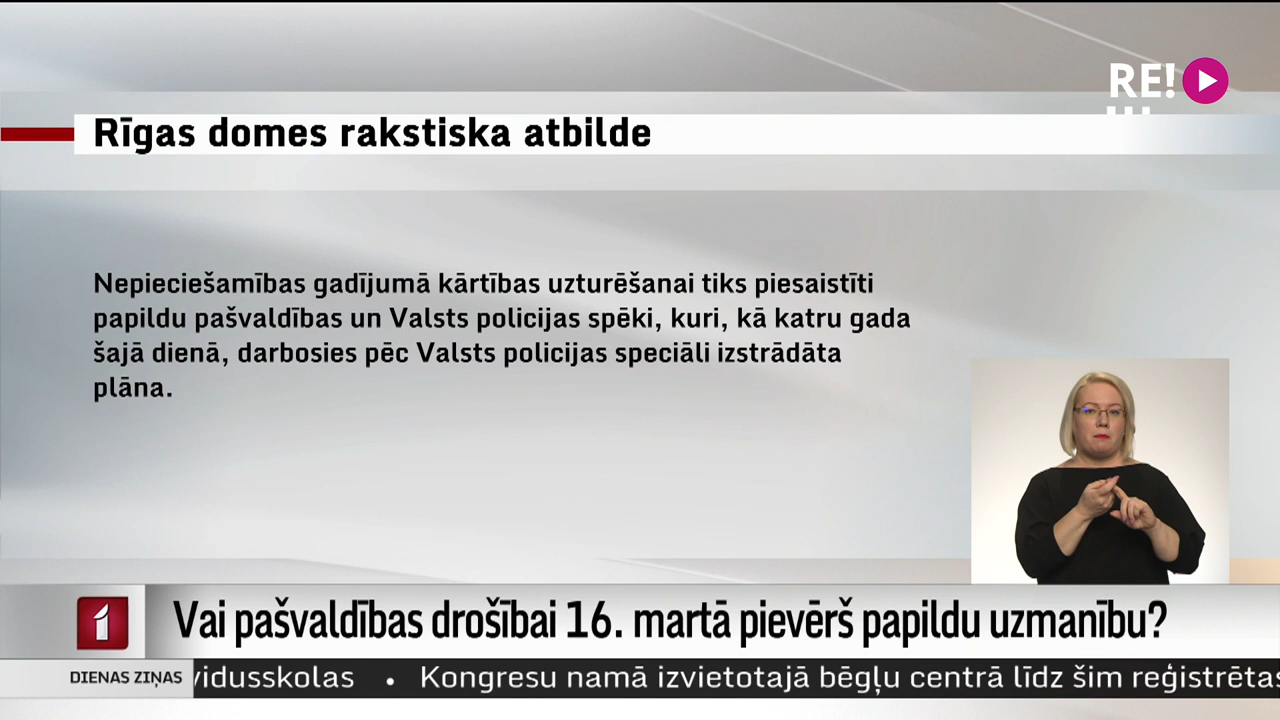 RE!
Rīgas domes rakstiska atbilde
Nepieciešamības gadījumā kārtības uzturēšanai tiks piesaistīti
papildu pašvaldības un Valsts policijas spēki, kuri, kā katru gada
šajā dienā, darbosies pēc Valsts policijas speciāli izstrādāta
plāna.
1
Vai pašvaldības drošībai 16. martā pievērš papildu uzmanību?
DIENAS ZIŅAS
vidusskolas • Kongresu namā izvietotajā bēgļu centrā līdz šim reģistrētas